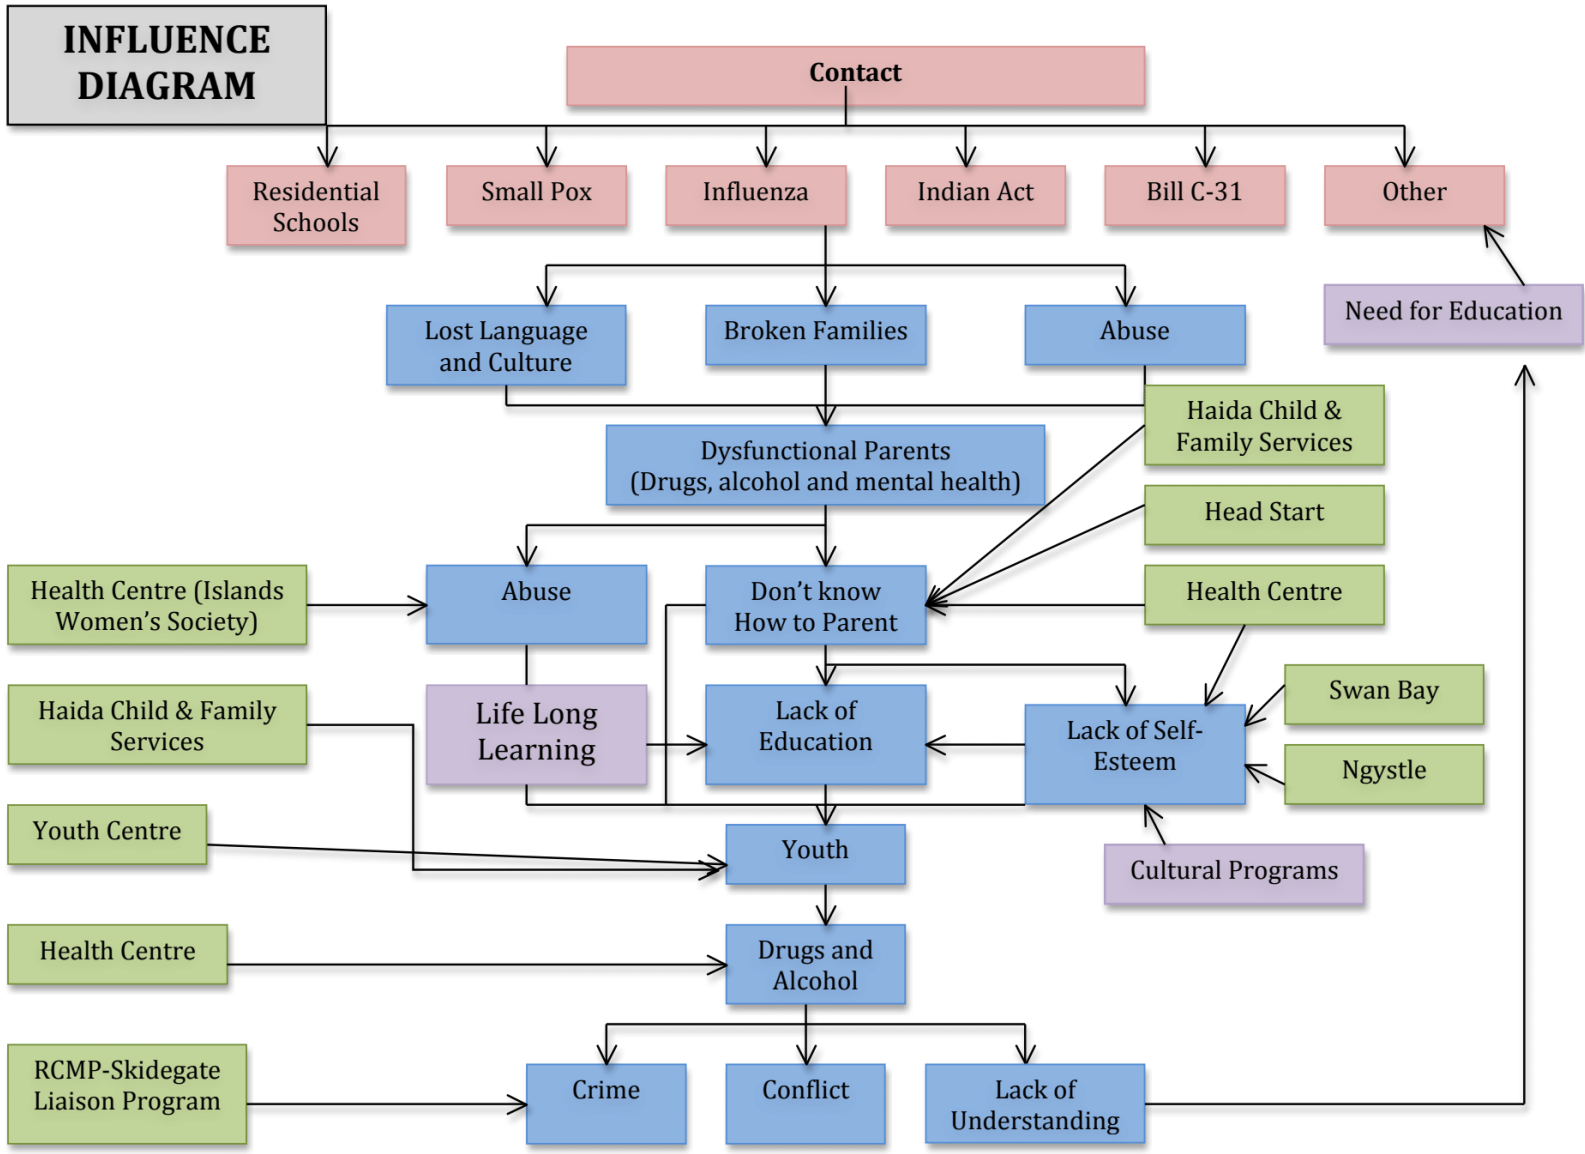 INFLUENCE
DIAGRAM
Contact
Residential
Schools
Small Pox
Influenza
Indian Act
Bill C-31
Other
Lost Language
and Culture
Broken Families
Abuse
Need for Education
Haida Child &
Family Services
Dysfunctional Parents
(Drugs, alcohol and mental health)
Head Start
Health Centre (Islands
Women's Society)
Abuse
Don't know
How to Parent
Health Centre
Haida Child & Family
Services
Life Long
Learning
Lack of
Education
Lack of Self-
Esteem
Swan Bay
Ngystle
Youth Centre
Youth
Cultural Programs
Health Centre
Drugs and
Alcohol
RCMP-Skidegate
Liaison Program
Crime
Conflict
Lack of
Understanding